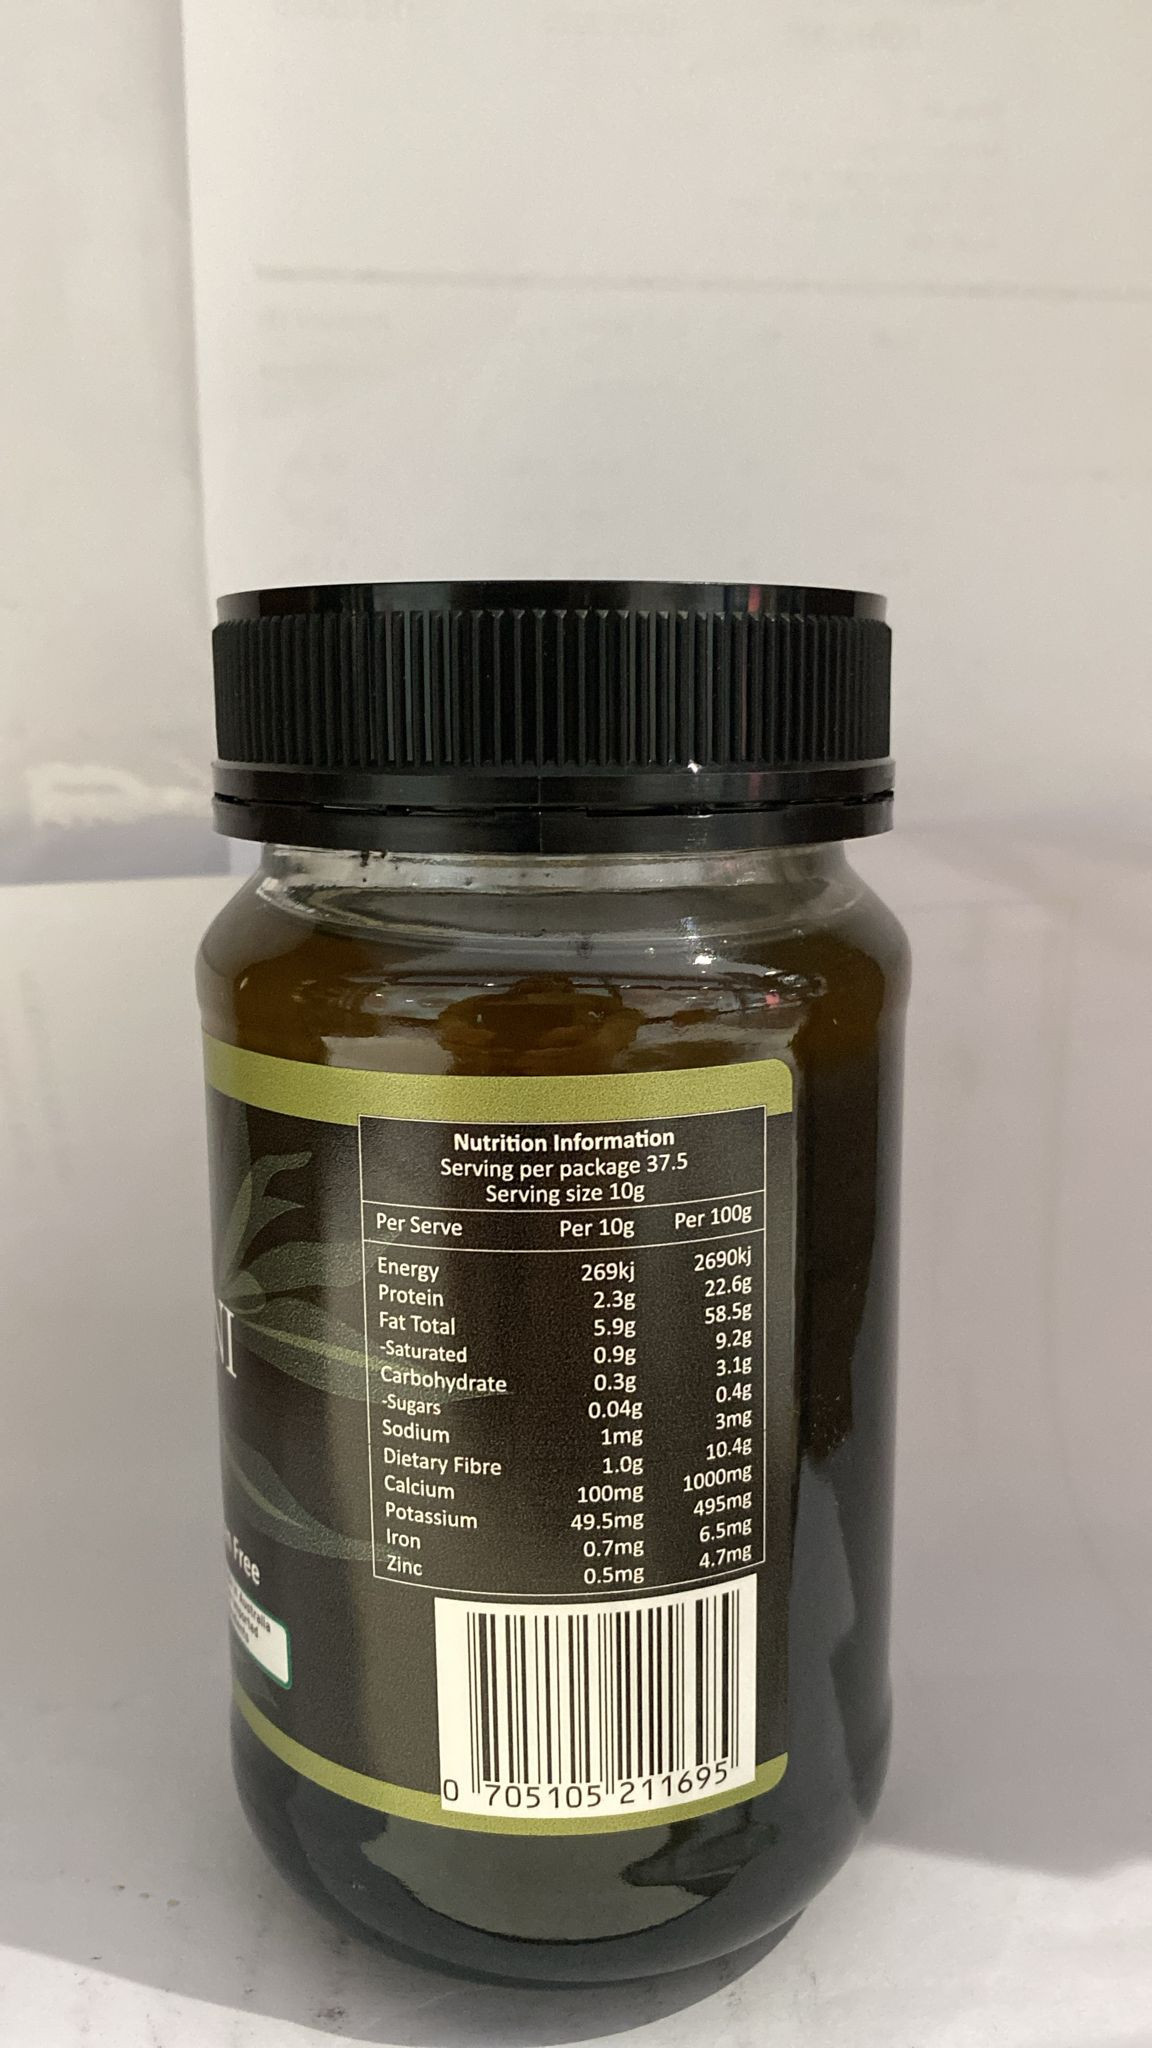 Nutrition Information
Serving per package 37.5
Serving size 10g
Per Serve Per 10g Per 100g
Energy 269kj 2690kj
Protein 2.3g 22.6g
Fat Total 5.9g 58.5g
-Saturated 0.9g 9.2g
Carbohydrate 0.3g 3.1g
-Sugars 0.04g 0.4g
Sodium 1mg 3mg
Dietary Fibre 1.0g 10.4g
Calcium 100mg 1000mg
Potassium 49.5mg 495mg
Iron 0.7mg 6.5mg
Zinc 0.5mg 4.7mg
NI
Free
Australia
0 705105 211695